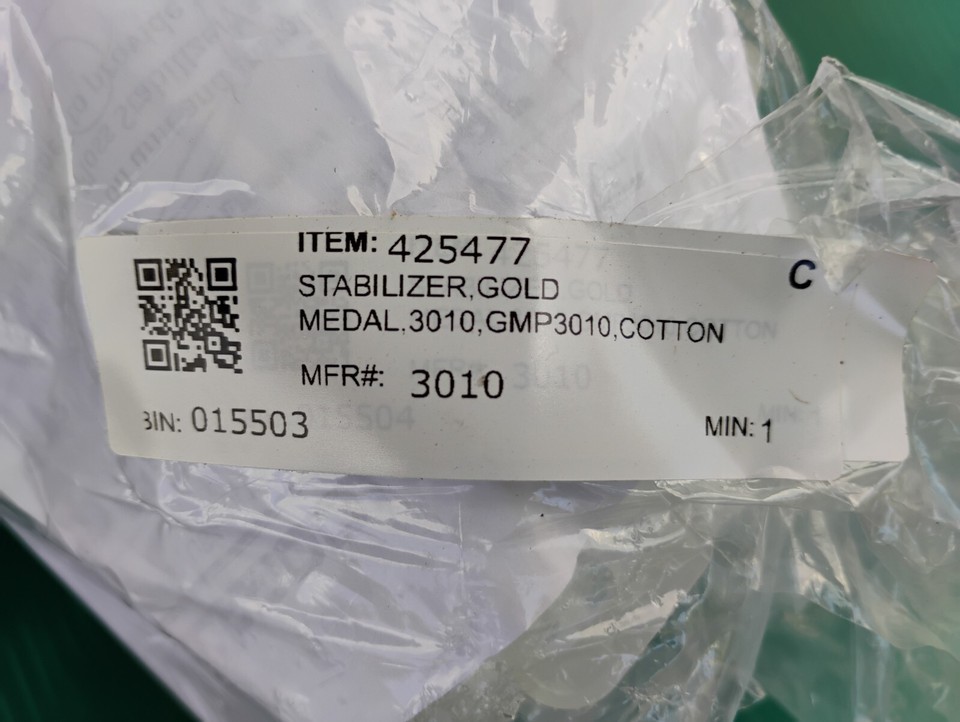 ITEM: 425477
C
STABILIZER,GOLD
MEDAL,3010,GMP3010,COTTON
MFR#: 3010
BIN: 015503
MIN: 1